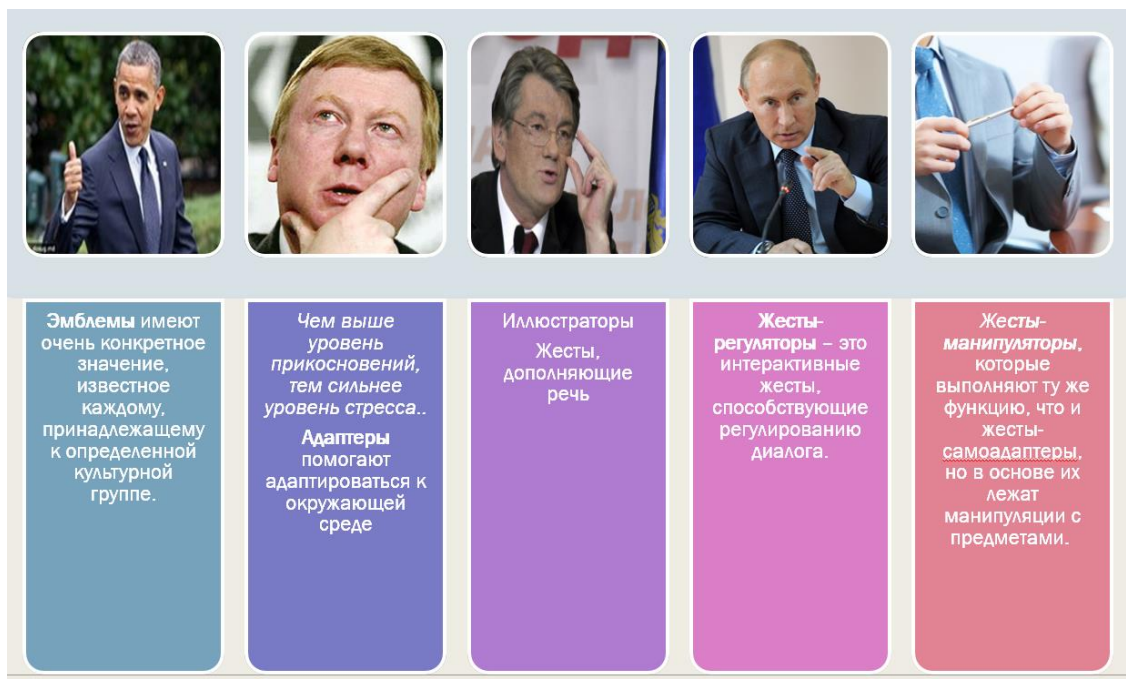 Эмблемы имеют
очень конкретное
значение,
известное
каждому,
принадлежащему
к определенной
культурной
группе.
Чем выше
уровень
прикосновений,
тем сильнее
уровень стресса..
Адаптеры
помогают
адаптироваться к
окружающей
среде
Иллюстраторы
Жесты,
дополняющие
речь
Жесты-
регуляторы – это
интерактивные
жесты,
способствующие
регулированию
диалога.
Жесты-
манипуляторы,
которые
выполняют ту же
функцию, что и
жесты-
самоадаптеры,
но в основе их
лежат
манипуляции с
предметами.